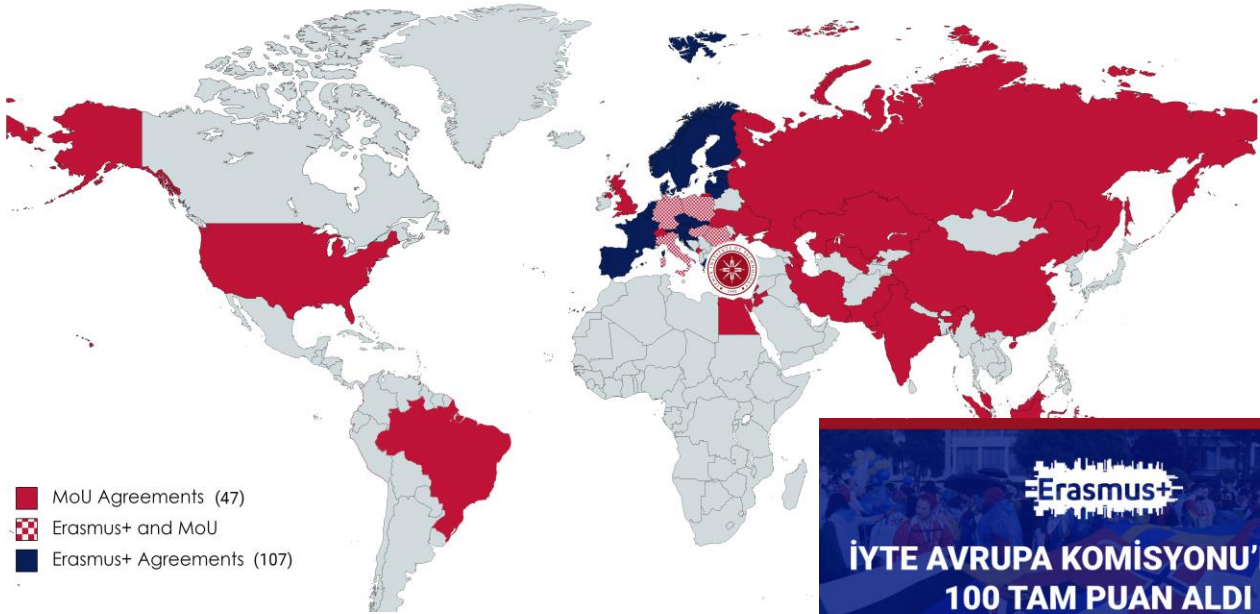 MoU Agreements (47)
Erasmus+ and MoU
Erasmus+ Agreements (107)
Erasmus+
İYTE AVRUPA KOMİSYONU'
100 TAM PUAN ALDI